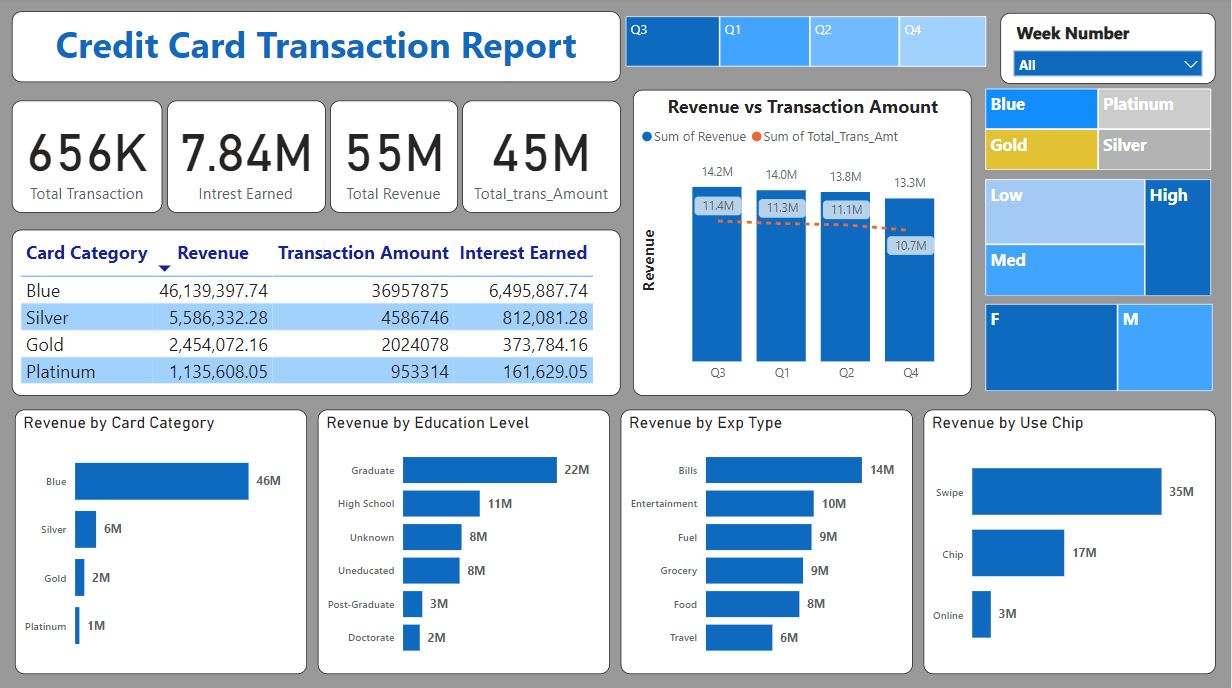 Credit Card Transaction Report
Q3 Q1 Q2 Q4
Week Number
All
656K
Total Transaction
7.84M
Intrest Earned
55M
Total Revenue
45M
Total_trans_Amount
Revenue vs Transaction Amount
Sum of Revenue Sum of Total_Trans_Amt
14.2M 14.0M 13.8M 13.3M
11.4M 11.3M 11.1M 10.7M
Revenue
Q3 Q1 Q2 Q4
Blue Platinum
Gold Silver
Low High
Med
F M
Card Category Revenue Transaction Amount Interest Earned
Blue 46,139,397.74 36957875 6,495,887.74
Silver 5,586,332.28 4586746 812,081.28
Gold 2,454,072.16 2024078 373,784.16
Platinum 1,135,608.05 953314 161,629.05
Revenue by Card Category
Blue 46M
Silver 6M
Gold 2M
Platinum 1M
Revenue by Education Level
Graduate 22M
High School 11M
Unknown 8M
Uneducated 8M
Post-Graduate 3M
Doctorate 2M
Revenue by Exp Type
Bills 14M
Entertainment 10M
Fuel 9M
Grocery 9M
Food 8M
Travel 6M
Revenue by Use Chip
Swipe 35M
Chip 17M
Online 3M